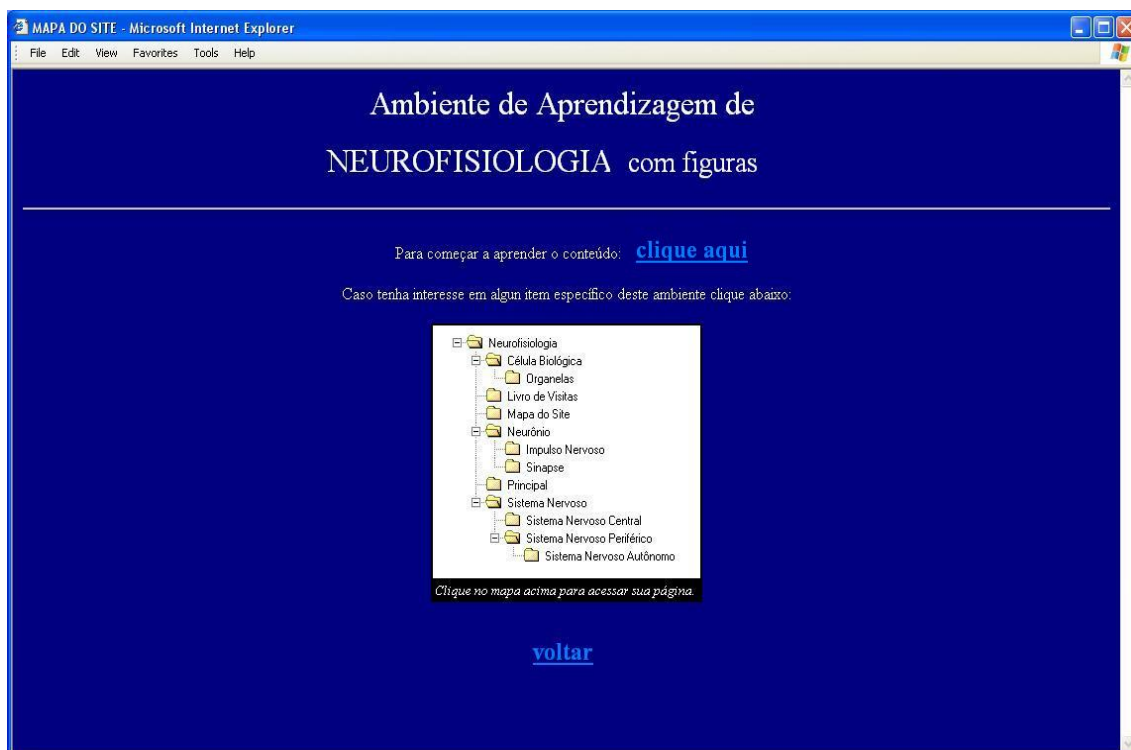 MAPA DO SITE - Microsoft Internet Explorer
File Edit View Favorites Tools Help
Ambiente de Aprendizagem de
NEUROFISIOLOGIA com figuras
Para começar a aprender o conteúdo: clique aqui
Caso tenha interesse em algun item específico deste ambiente clique abaixo:
Neurofisiologia
Célula Biológica
Organelas
Livro de Visitas
Mapa do Site
Neurônio
Impulso Nervoso
Sinapse
Principal
Sistema Nervoso
Sistema Nervoso Central
Sistema Nervoso Periférico
Sistema Nervoso Autônomo
Clique no mapa acima para acessar sua página.
voltar